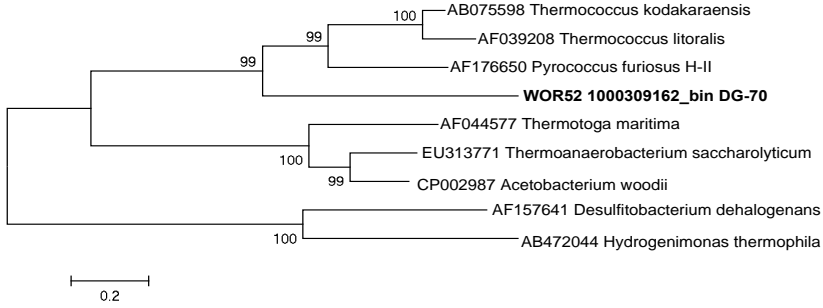 AB075598 Thermococcus kodakaraensis
100
AF039208 Thermococcus litoralis
99
99
AF176650 Pyrococcus furiosus H-II
WOR52 1000309162_bin DG-70
AF044577 Thermotoga maritima
100
EU313771 Thermoanaerobacterium saccharolyticum
99
CP002987 Acetobacterium woodii
AF157641 Desulfitobacterium dehalogenans
100
AB472044 Hydrogenimonas thermophila
0.2